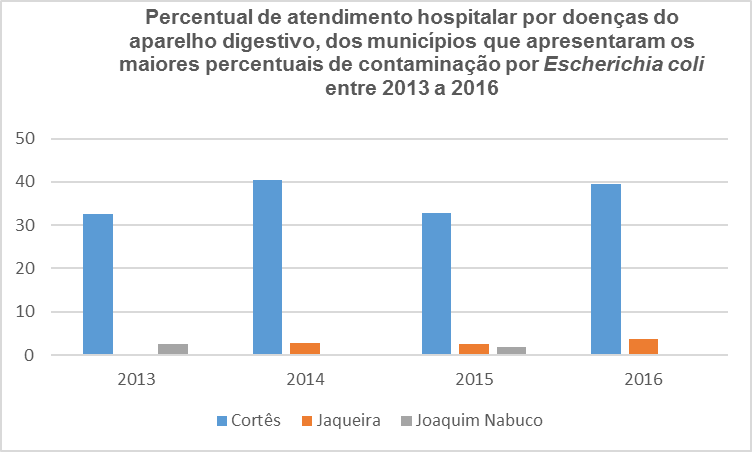 Percentual de atendimento hospitalar por doenças do
aparelho digestivo, dos municípios que apresentaram os
maiores percentuais de contaminação por Escherichia coli
entre 2013 a 2016
50
40
30
20
10
0
2013 2014 2015 2016
Cortês Jaqueira Joaquim Nabuco